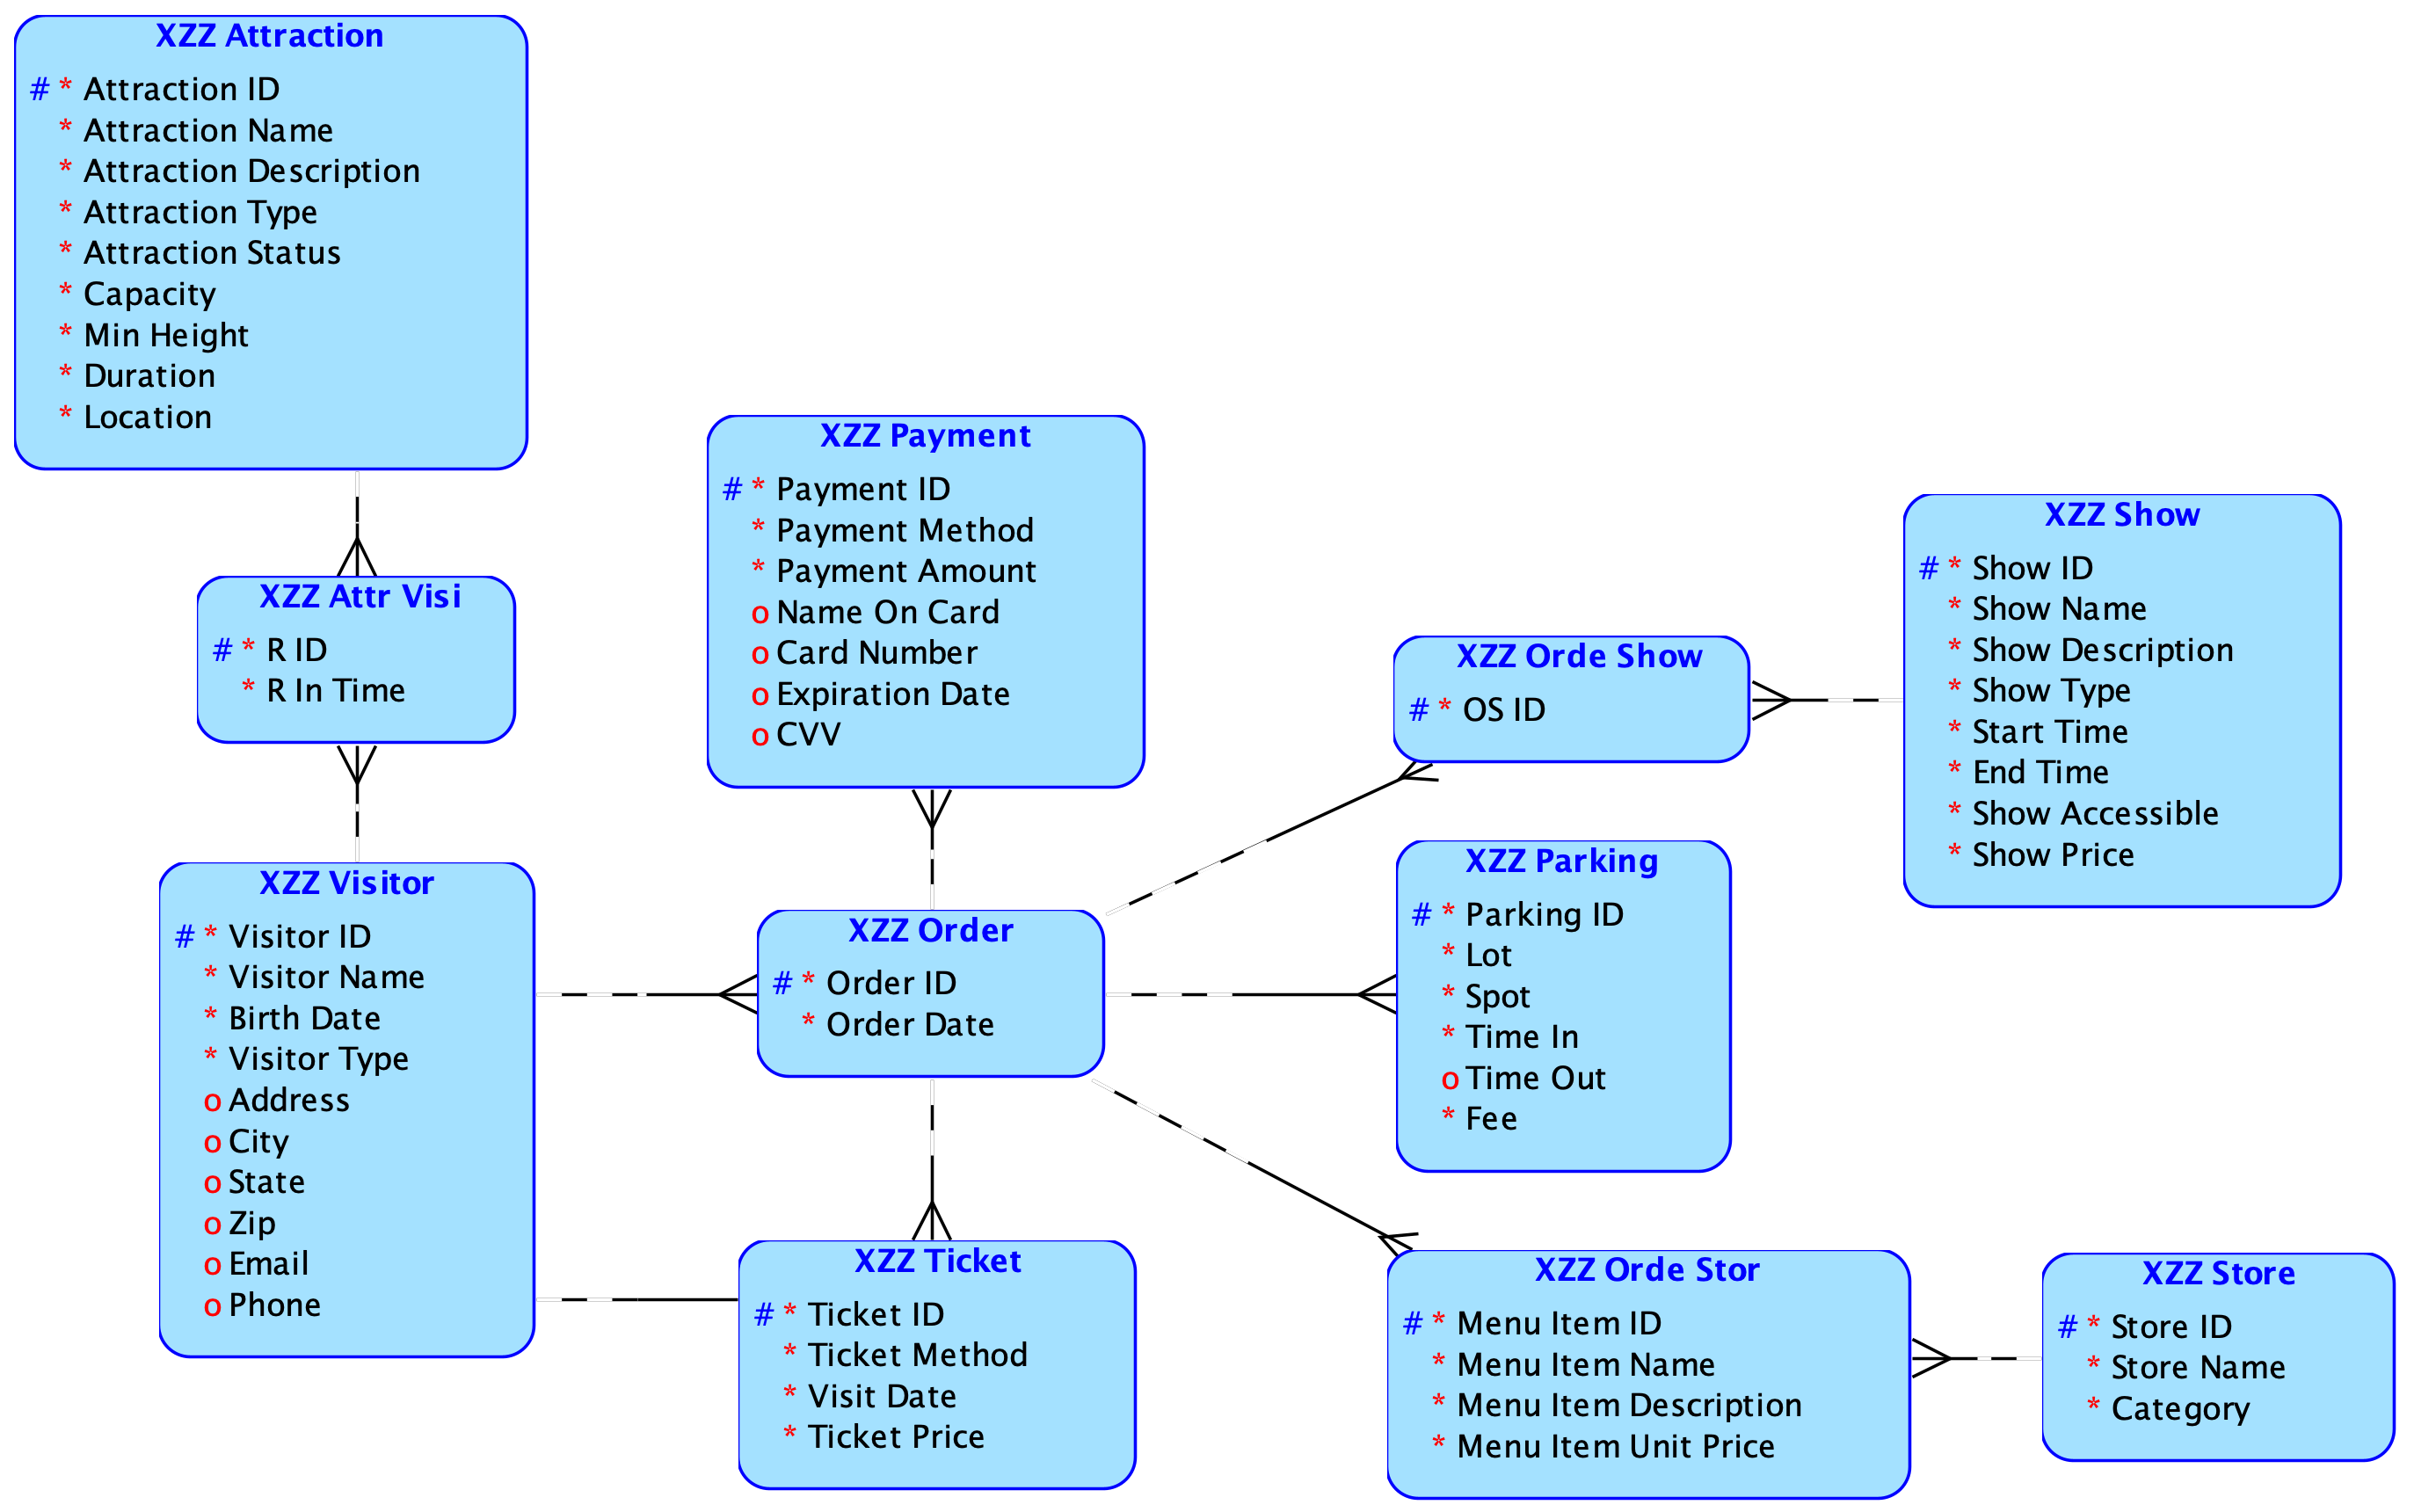 XZZ Attraction
# * Attraction ID
* Attraction Name
* Attraction Description
* Attraction Type
* Attraction Status
* Capacity
* Min Height
* Duration
* Location
XZZ Attr Visi
# * R ID
* R In Time
XZZ Visitor
# * Visitor ID
* Visitor Name
* Birth Date
* Visitor Type
o Address
o City
o State
o Zip
o Email
o Phone
XZZ Payment
# * Payment ID
* Payment Method
* Payment Amount
o Name On Card
o Card Number
o Expiration Date
o CVV
XZZ Order
# * Order ID
* Order Date
XZZ Ticket
# * Ticket ID
* Ticket Method
* Visit Date
* Ticket Price
XZZ Orde Show
# * OS ID
XZZ Parking
# * Parking ID
* Lot
* Spot
* Time In
o Time Out
* Fee
XZZ Orde Stor
# * Menu Item ID
* Menu Item Name
* Menu Item Description
* Menu Item Unit Price
XZZ Show
# * Show ID
* Show Name
* Show Description
* Show Type
* Start Time
* End Time
* Show Accessible
* Show Price
XZZ Store
# * Store ID
* Store Name
* Category